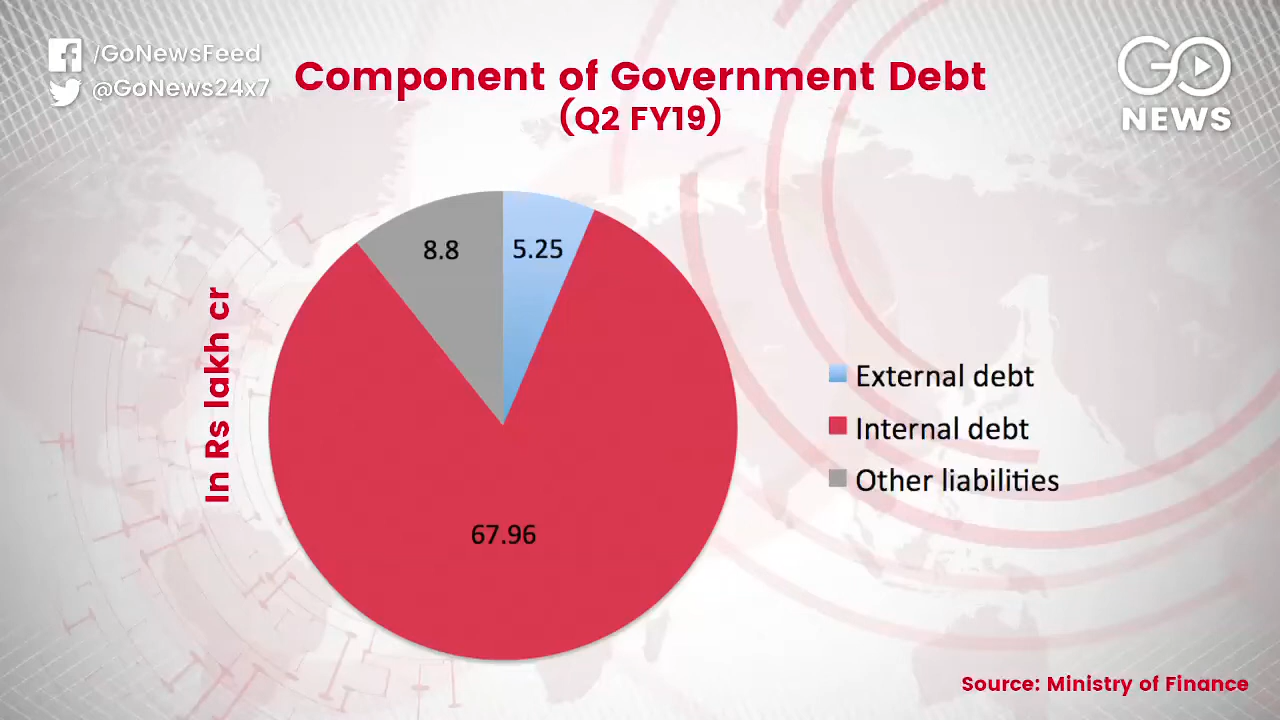 /GoNewsFeed
@GoNews24x7
Component of Government Debt
(Q2 FY19)
GO
NEWS
In Rs lakh cr
8.8
5.25
67.96
External debt
Internal debt
Other liabilities
Source: Ministry of Finance